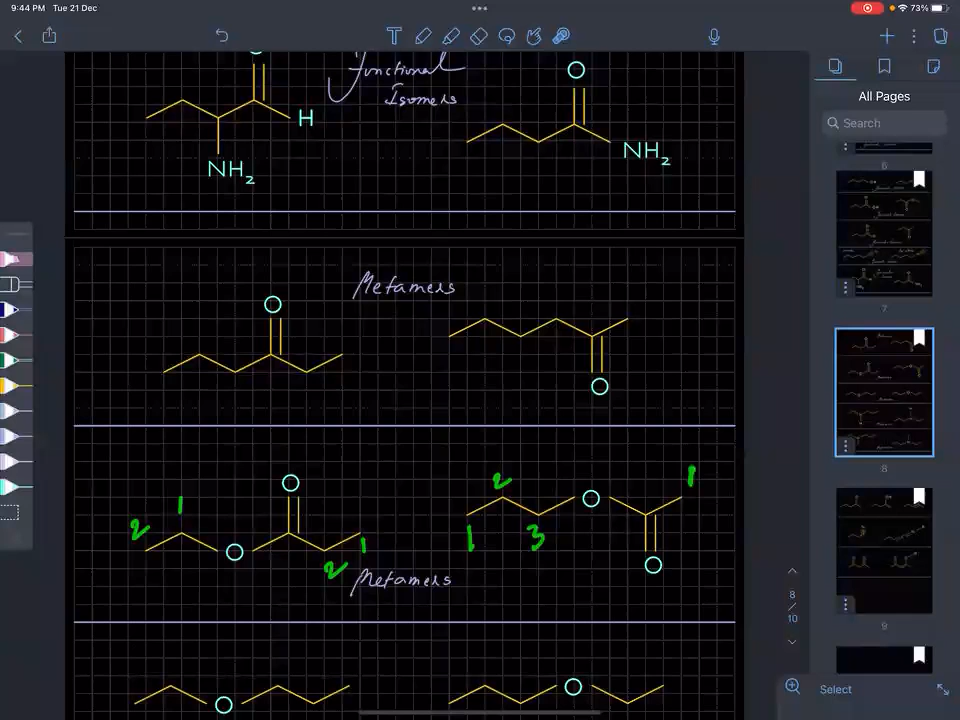 9:44 PM Tue 21 Dec
73%
All Pages
Search
Functional
Isomers
O
H
NH2
O
NH2
6
7
Metamers
O
O
8
2
1
O
O
2
1
1
2
3
O
1
O
Metamers
8
/
10
9
O
O
Select